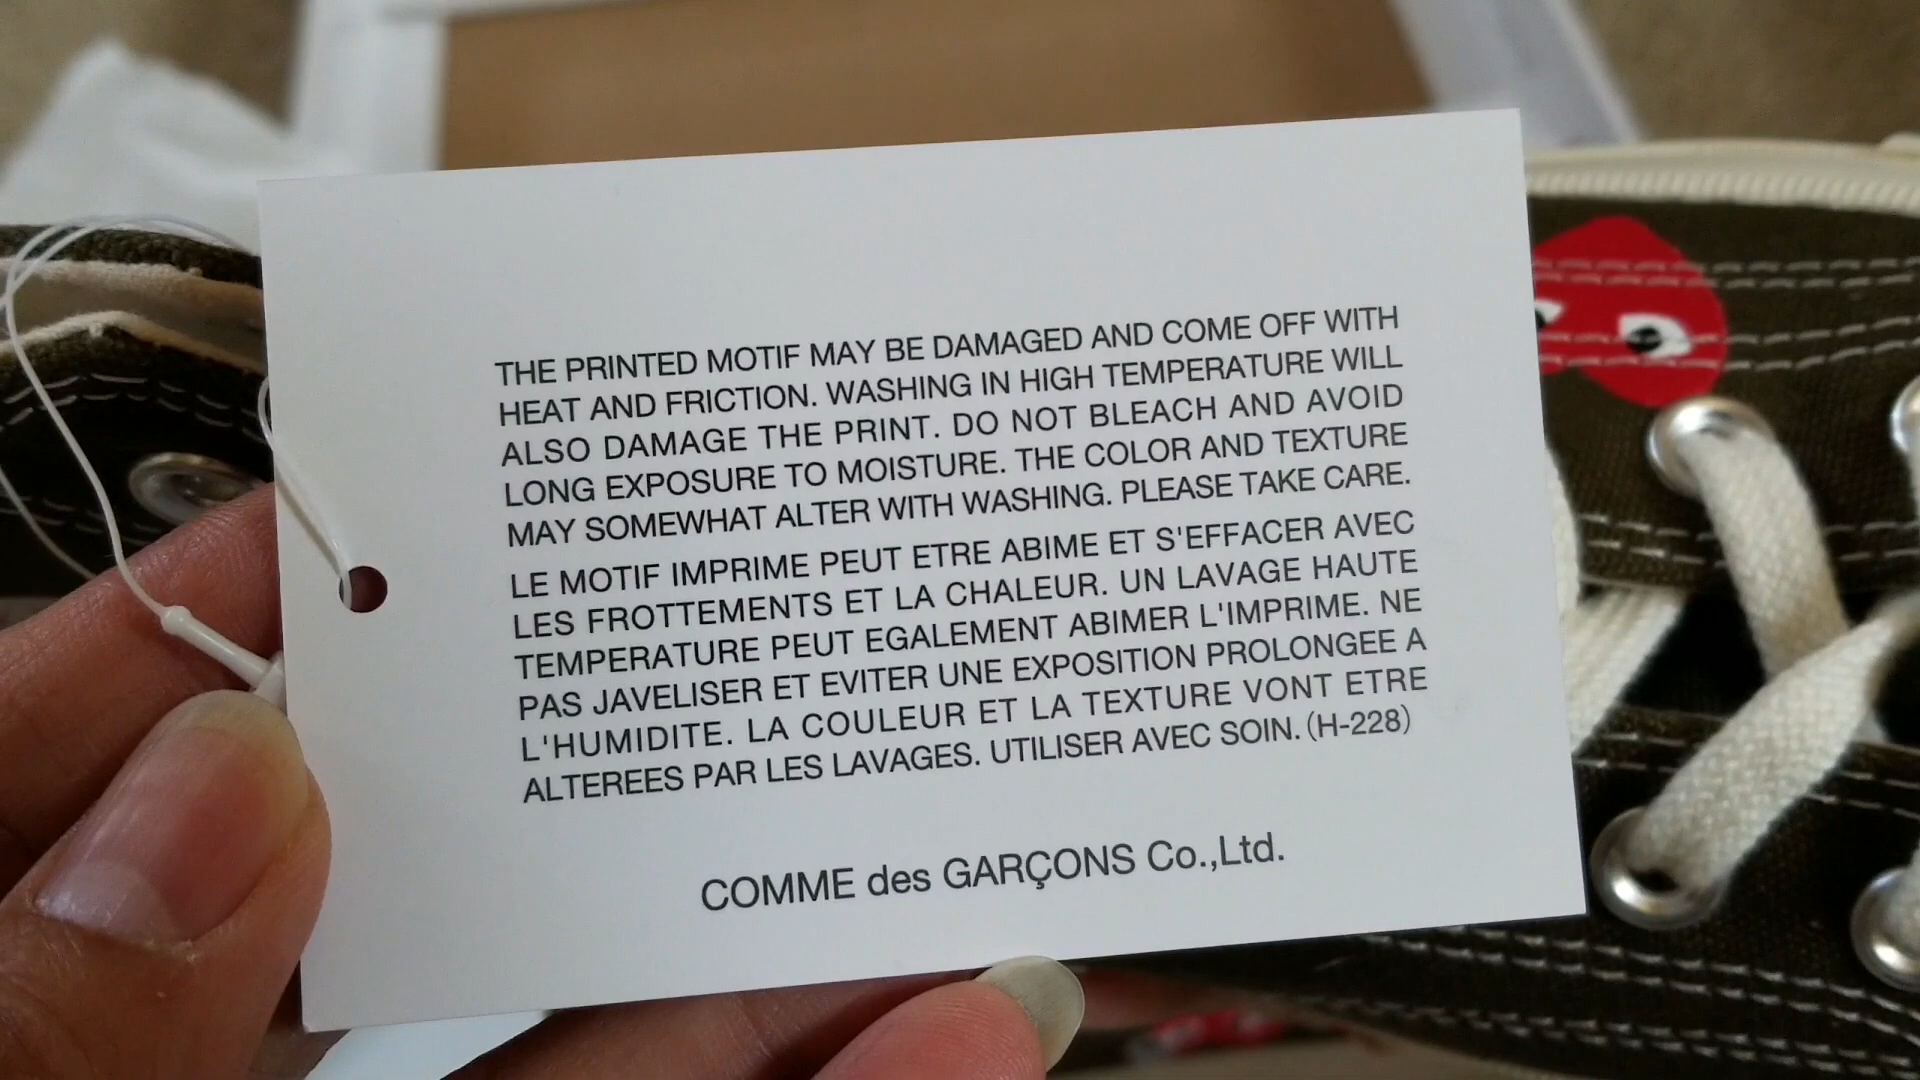 THE PRINTED MOTIF MAY BE DAMAGED AND COME OFF WITH
HEAT AND FRICTION. WASHING IN HIGH TEMPERATURE WILL
ALSO DAMAGE THE PRINT. DO NOT BLEACH AND AVOID
LONG EXPOSURE TO MOISTURE. THE COLOR AND TEXTURE
MAY SOMEWHAT ALTER WITH WASHING. PLEASE TAKE CARE.
LE MOTIF IMPRIME PEUT ETRE ABIME ET S'EFFACER AVEC
LES FROTTEMENTS ET LA CHALEUR. UN LAVAGE HAUTE
TEMPERATURE PEUT EGALEMENT ABIMER L'IMPRIME. NE
PAS JAVELISER ET EVITER UNE EXPOSITION PROLONGEE A
L'HUMIDITE. LA COULEUR ET LA TEXTURE VONT ETRE
ALTEREES PAR LES LAVAGES. UTILISER AVEC SOIN. (H-228)
COMME des GARÇONS Co.,Ltd.